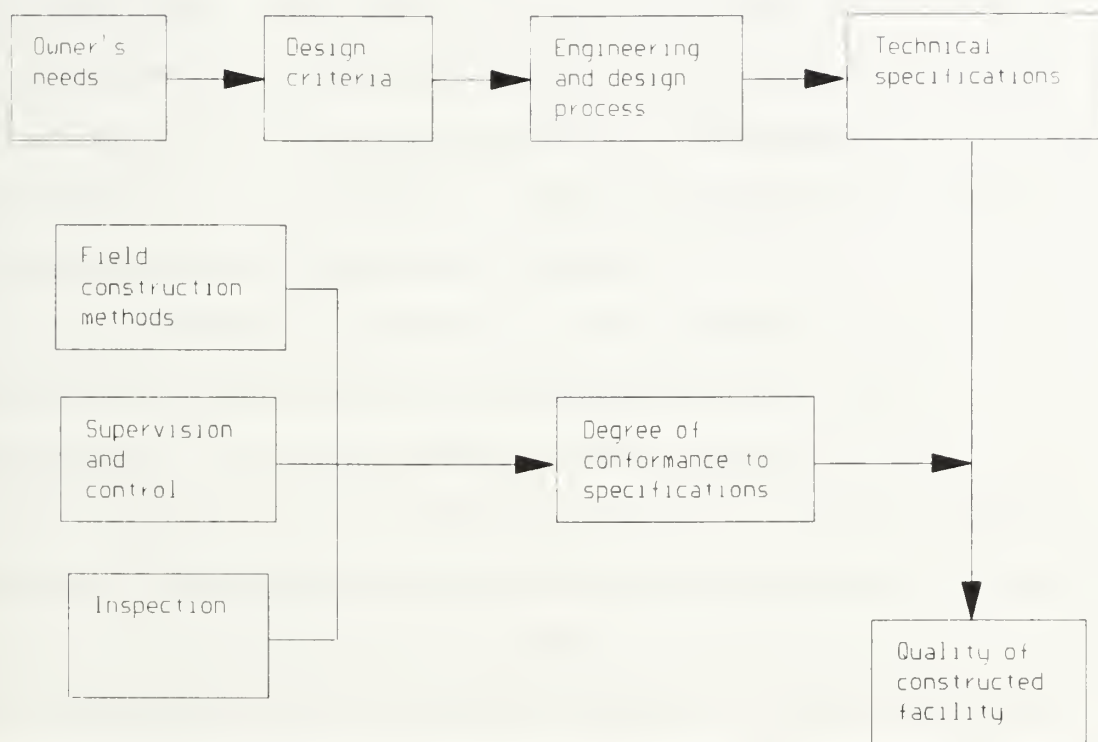 Owner's
needs
Design
criteria
Engineering
and design
process
Technical
specifications
Field
construction
methods
Supervision
and
control
Degree of
conformance to
specifications
Inspection
Quality of
constructed
facility